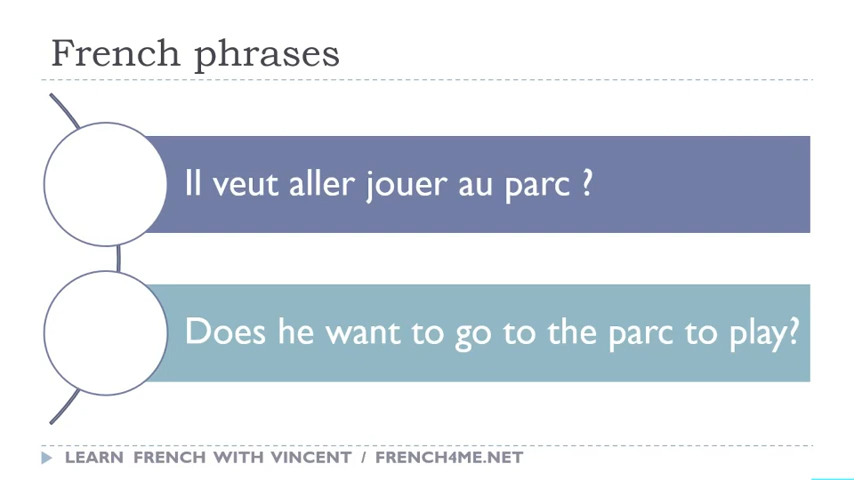 French phrases
Il veut aller jouer au parc ?
Does he want to go to the parc to play?
LEARN FRENCH WITH VINCENT / FRENCH4ME.NET